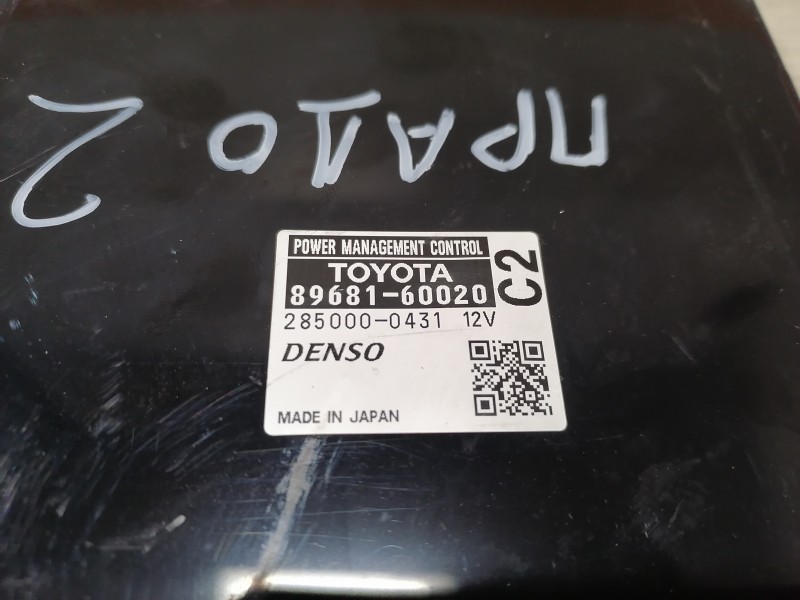 ПРАДО 2
POWER MANAGEMENT CONTROL
TOYOTA
89681-60020
C2
285000-0431 12V
DENSO
MADE IN JAPAN